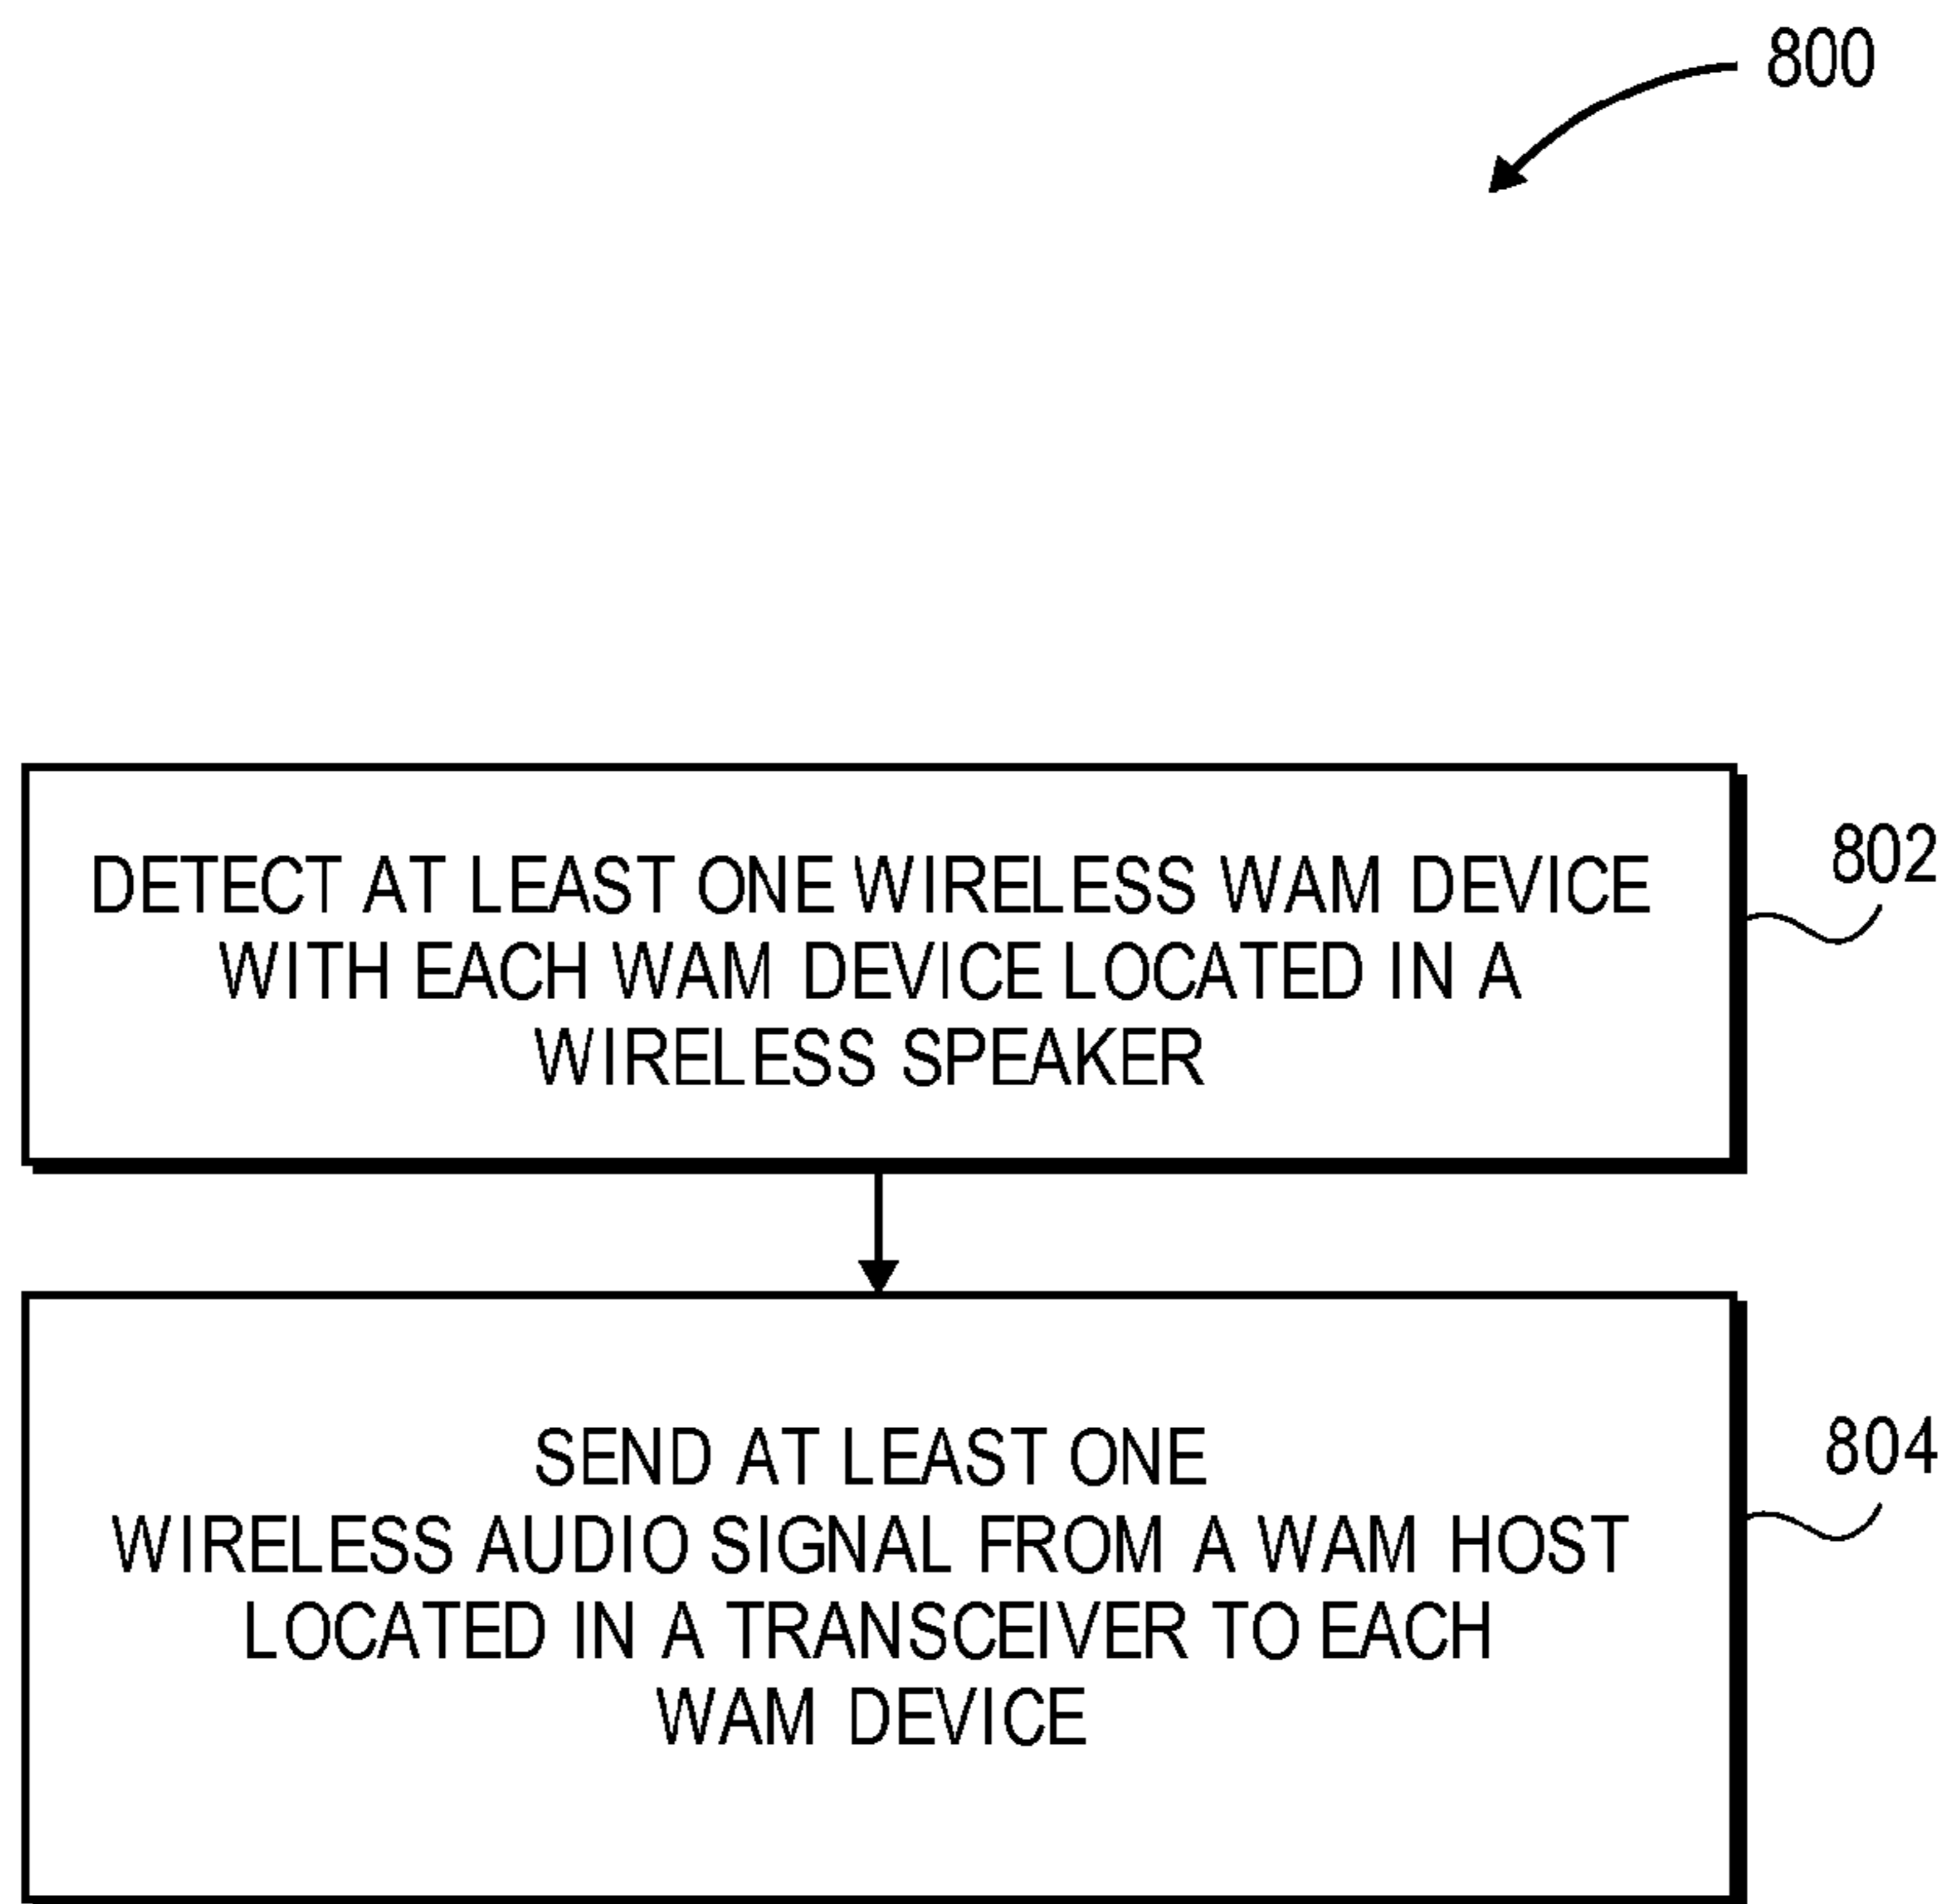 800
DETECT AT LEAST ONE WIRELESS WAM DEVICE
WITH EACH WAM DEVICE LOCATED IN A
WIRELESS SPEAKER
802
SEND AT LEAST ONE
WIRELESS AUDIO SIGNAL FROM A WAM HOST
LOCATED IN A TRANSCEIVER TO EACH
WAM DEVICE
804